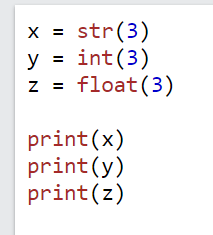 x = str(3)
y = int(3)
z = float(3)
print(x)
print(y)
print(z)